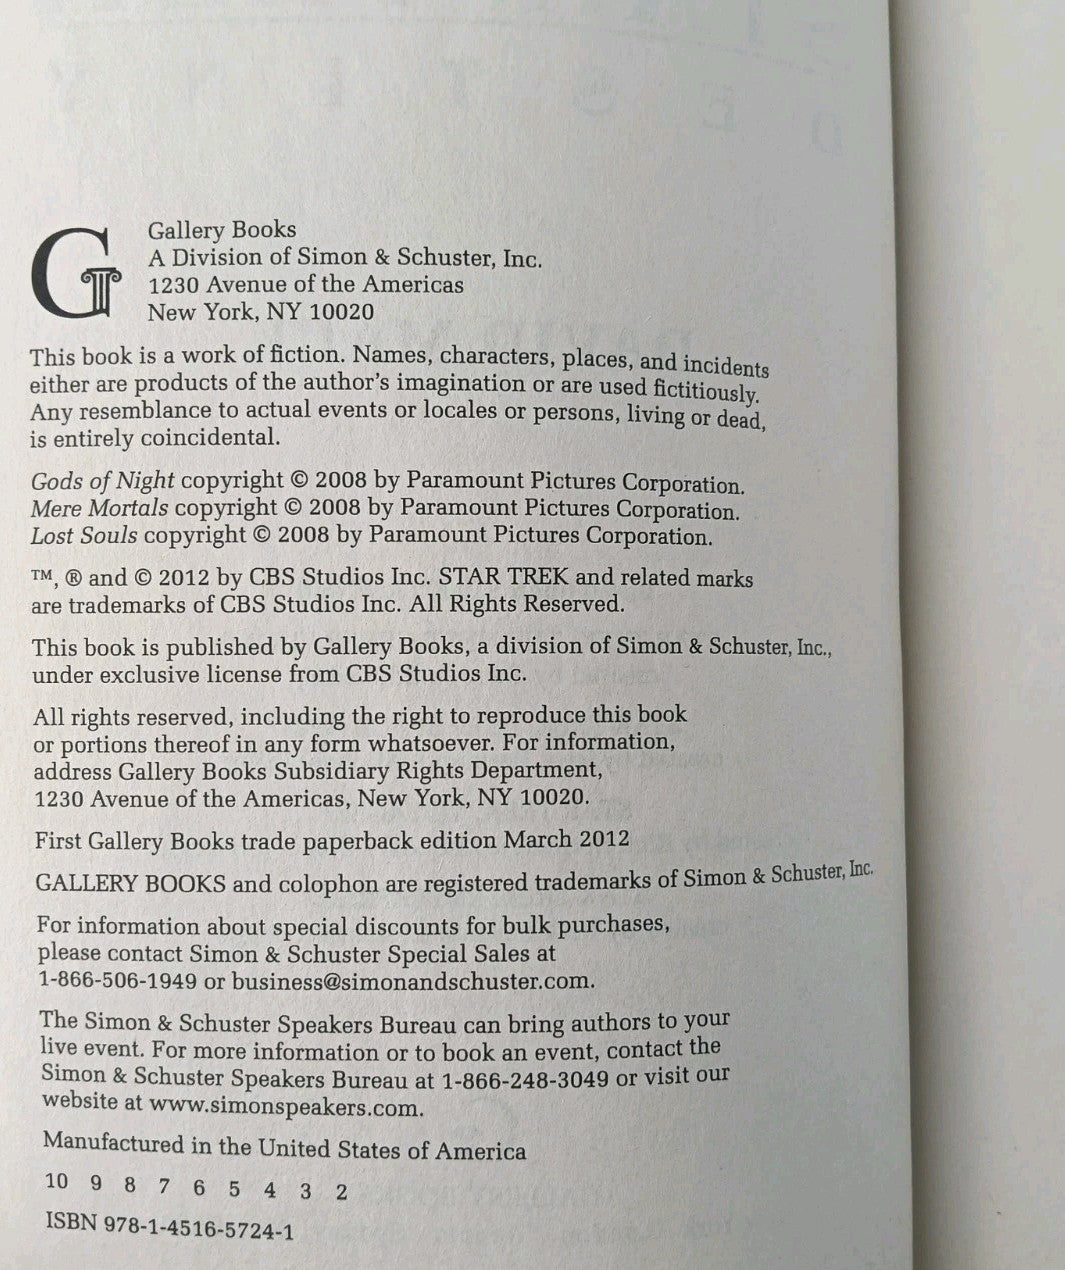 G
Gallery Books
A Division of Simon & Schuster, Inc.
1230 Avenue of the Americas
New York, NY 10020
This book is a work of fiction. Names, characters, places, and incidents
either are products of the author's imagination or are used fictitiously.
Any resemblance to actual events or locales or persons, living or dead,
is entirely coincidental.
Gods of Night copyright © 2008 by Paramount Pictures Corporation.
Mere Mortals copyright © 2008 by Paramount Pictures Corporation.
Lost Souls copyright © 2008 by Paramount Pictures Corporation.
™, ® and © 2012 by CBS Studios Inc. STAR TREK and related marks
are trademarks of CBS Studios Inc. All Rights Reserved.
This book is published by Gallery Books, a division of Simon & Schuster, Inc.,
under exclusive license from CBS Studios Inc.
All rights reserved, including the right to reproduce this book
or portions thereof in any form whatsoever. For information,
address Gallery Books Subsidiary Rights Department,
1230 Avenue of the Americas, New York, NY 10020.
First Gallery Books trade paperback edition March 2012
GALLERY BOOKS and colophon are registered trademarks of Simon & Schuster, Inc.
For information about special discounts for bulk purchases,
please contact Simon & Schuster Special Sales at
1-866-506-1949 or business@simonandschuster.com.
The Simon & Schuster Speakers Bureau can bring authors to your
live event. For more information or to book an event, contact the
Simon & Schuster Speakers Bureau at 1-866-248-3049 or visit our
website at www.simonspeakers.com.
Manufactured in the United States of America
10 9 8 7 6 5 4 3 2
ISBN 978-1-4516-5724-1